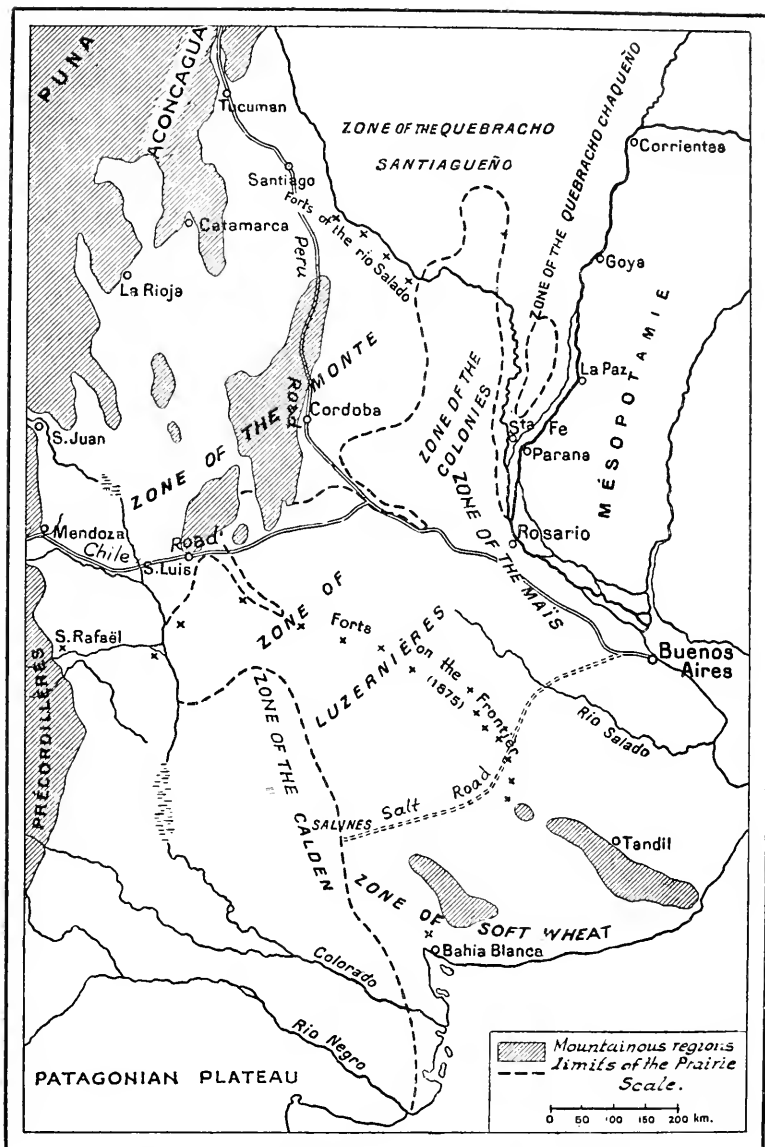 PUNA
ACONCAGUA
Tucuman
ZONE OF THE QUEBRACHO
SANTIAGUEÑO
ZONE OF THE QUEBRACHO CHAQUEÑO
Corrientes
Santiago
Forts of the rio Salado
Catamarca
Peru
Road
La Rioja
Goya
MÉSOPOTAMIE
La Paz
ZONE OF THE MONTE
Cordoba
ZONE OF THE
COLONIES
Sta Fe
Parana
S. Juan
ZONE OF THE MAÏS
Rosario
Mendoza
Chile
Road
S. Luis
ZONE OF
LUZERNIÈRES
Forts
on the Frontier
(1875)
S. Rafaël
Buenos
Aires
PRÉCORDILLÈRES
ZONE OF THE CALDEN
Rio Salado
Salt Road
SALINES
Tandil
ZONE OF
SOFT WHEAT
Bahia Blanca
Colorado
Rio Negro
PATAGONIAN PLATEAU
Mountainous regions
limits of the Prairie
Scale.
0 50 100 150 200 km.